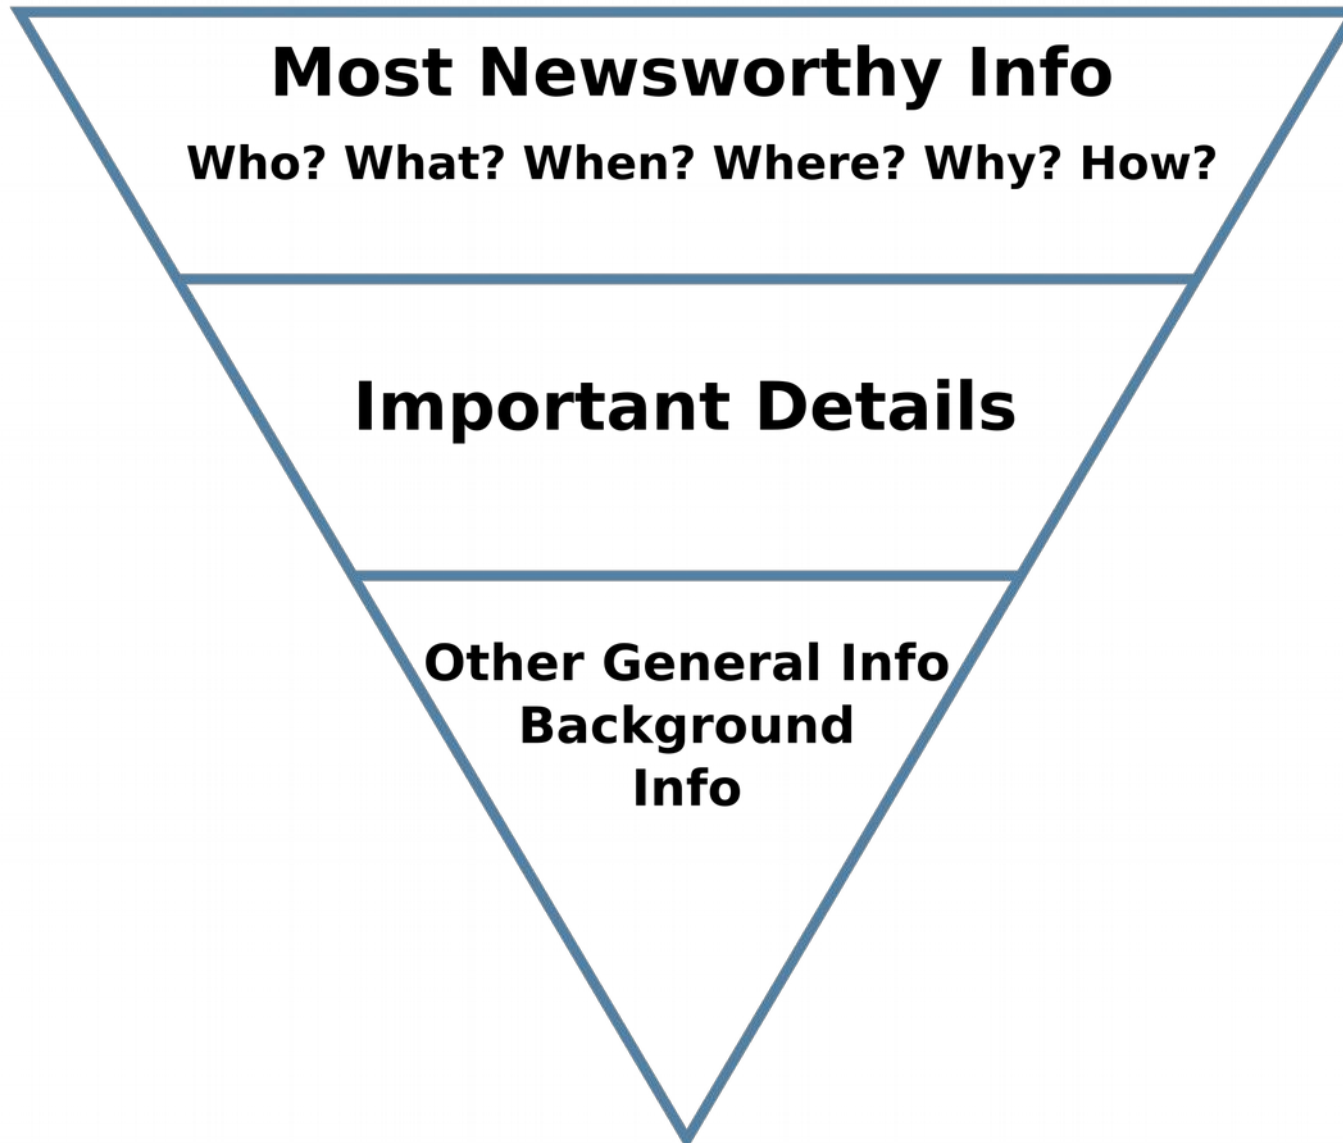 Most Newsworthy Info
Who? What? When? Where? Why? How?
Important Details
Other General Info
Background
Info